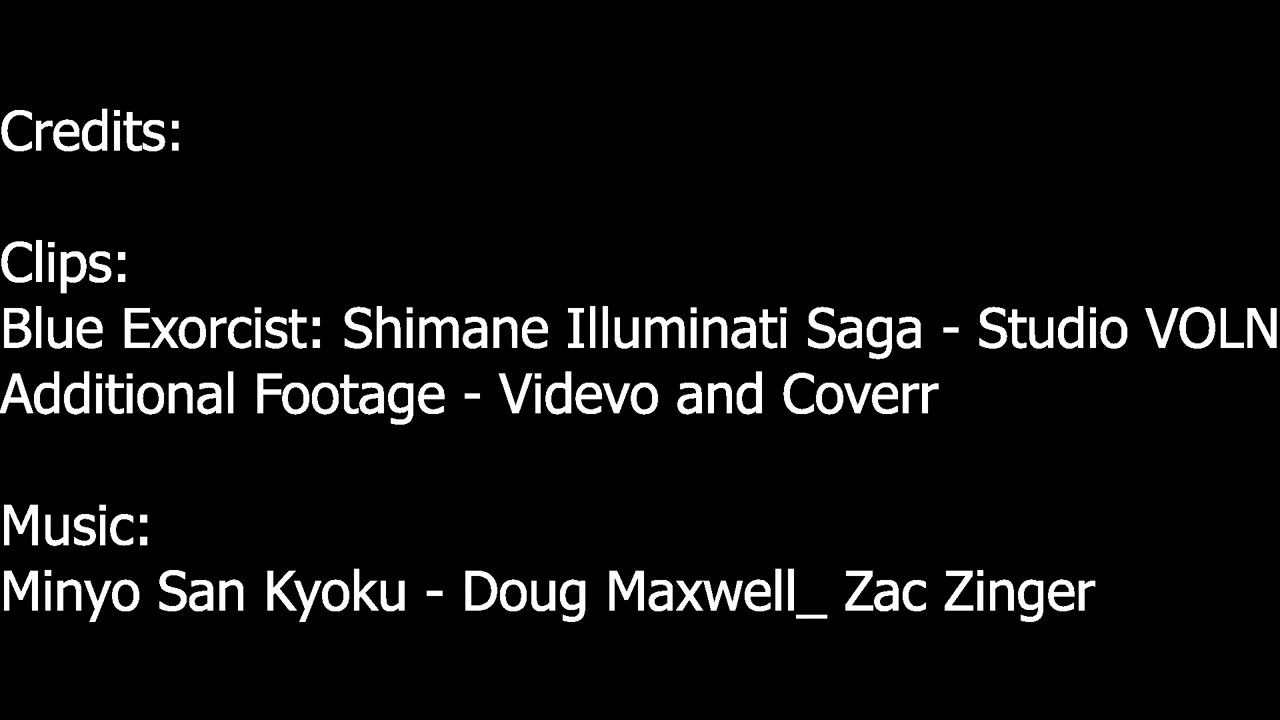 Credits:
Clips:
Blue Exorcist: Shimane Illuminati Saga - Studio VOLN
Additional Footage - Videvo and Coverr
Music:
Minyo San Kyoku - Doug Maxwell_ Zac Zinger